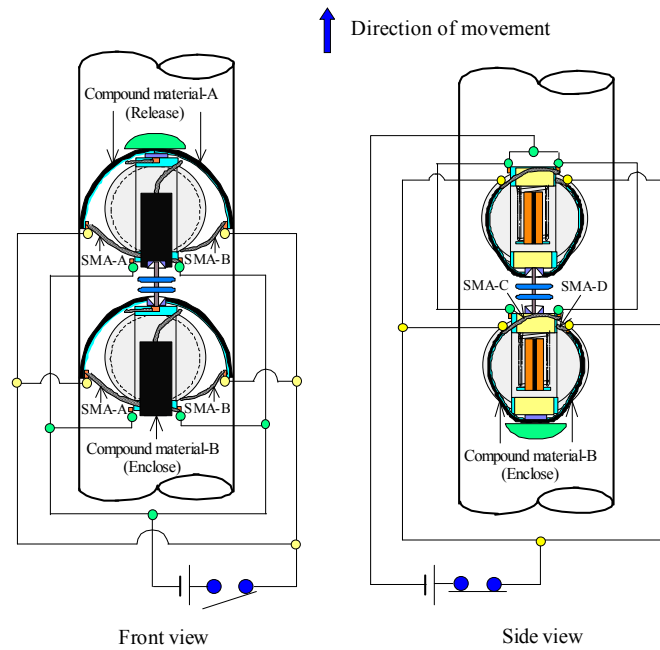 Direction of movement
Compound material-A
(Release)
SMA-A
SMA-B
SMA-A
SMA-B
Compound material-B
(Enclose)
Front view
SMA-C
SMA-D
Compound material-B
(Enclose)
Side view